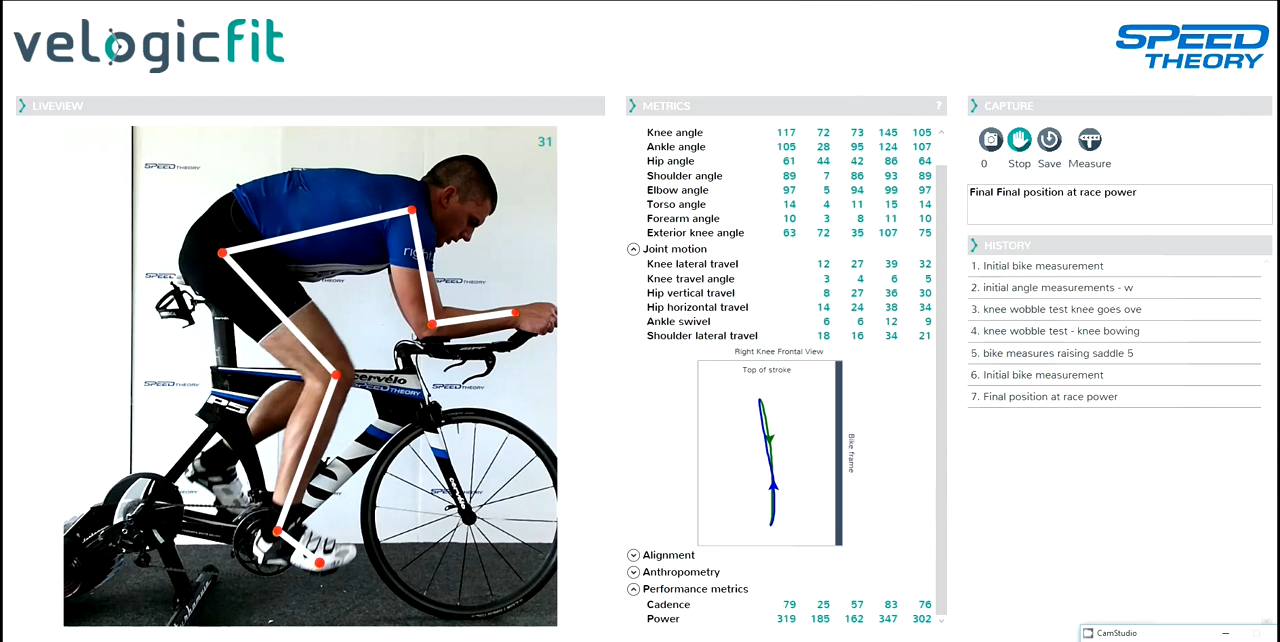 velogicfit
SPEED
THEORY
LIVEVIEW
METRICS
?
CAPTURE
31
Knee angle 117 72 73 145 105
Ankle angle 105 28 95 124 107
Hip angle 61 44 42 86 64
Shoulder angle 89 7 86 93 89
Elbow angle 97 5 94 99 97
Torso angle 14 4 11 15 14
Forearm angle 10 3 8 11 10
Exterior knee angle 63 72 35 107 75
Joint motion
Knee lateral travel 12 27 39 32
Knee travel angle 3 4 6 5
Hip vertical travel 8 27 36 30
Hip horizontal travel 14 24 38 34
Ankle swivel 6 6 12 9
Shoulder lateral travel 18 16 34 21
Right Knee Frontal View
Top of stroke
Bike frame
Alignment
Anthropometry
Performance metrics
Cadence 79 25 57 83 76
Power 319 185 162 347 302
0 Stop Save Measure
Final Final position at race power
HISTORY
1. Initial bike measurement
2. initial angle measurements - w
3. knee wobble test knee goes ove
4. knee wobble test - knee bowing
5. bike measures raising saddle 5
6. Initial bike measurement
7. Final position at race power
CamStudio
SPEEDTHEORY
SPEEDTHEORY
SPEEDTHEORY
SPEEDTHEORY
right
cervélo
SPEEDTHEORY
P5
cervélo